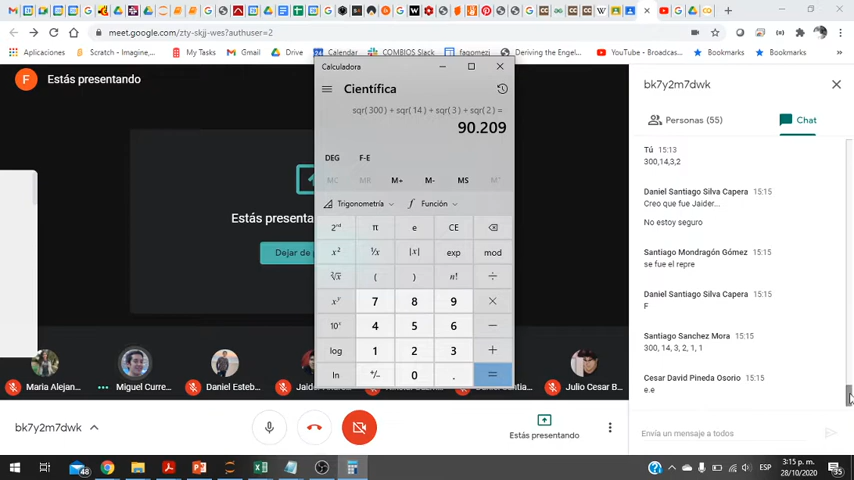 meet.google.com/zty-skjj-wes?authuser=2
Aplicaciones
Scratch - Imagine,...
My Tasks
Gmail
Drive
Calendar
COMBIOS Slack
fagomezj
Deriving the Engel...
YouTube - Broadcas...
Bookmarks
Bookmarks
F
Estás presentando
Calculadora
Científica
sqr( 300 ) + sqr( 14 ) + sqr( 3 ) + sqr( 2 ) =
90.209
DEG
F-E
MC
MR
M+
M-
MS
Trigonometría
Función
2ⁿᵈ
π
e
CE
x²
¹/x
|x|
exp
mod
²√x
(
)
n!
÷
xʸ
7
8
9
×
10ˣ
4
5
6
−
log
1
2
3
+
ln
+/−
0
.
=
Estás presenta
Dejar de p
bk7y2m7dwk
Personas (55)
Chat
Tú 15:13
300,14,3,2
Daniel Santiago Silva Capera 15:15
Creo que fue Jaider...
No estoy seguro
Santiago Mondragón Gómez 15:15
se fue el repre
Daniel Santiago Silva Capera 15:15
F
Santiago Sanchez Mora 15:15
300, 14, 3, 2, 1, 1
Cesar David Pineda Osorio 15:15
e.e
Envía un mensaje a todos
Maria Alejan...
Miguel Curre...
Daniel Esteb...
Julio Cesar B...
bk7y2m7dwk
Estás presentando
48
ESP
3:15 p. m.
28/10/2020
35